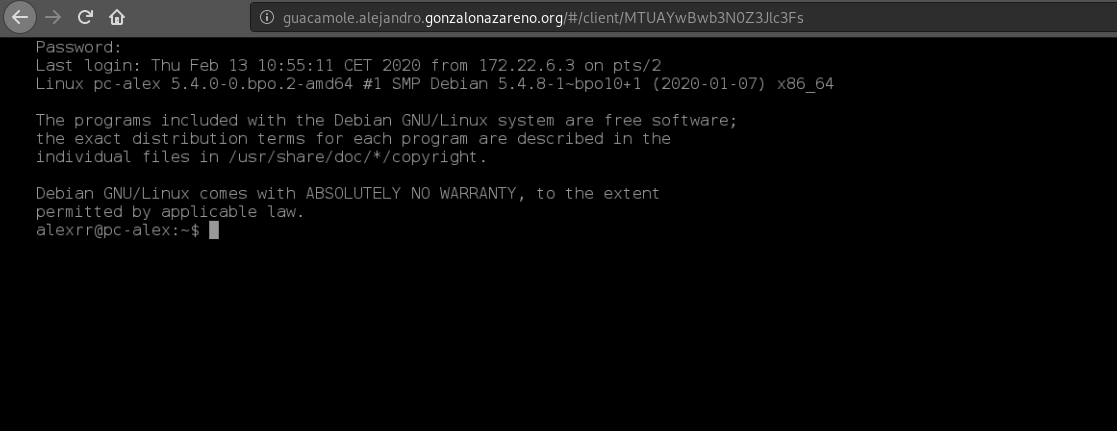 guacamole.alejandro.gonzalonazareno.org/#/client/MTUAYwBwb3N0Z3Jlc3Fs
Password:
Last login: Thu Feb 13 10:55:11 CET 2020 from 172.22.6.3 on pts/2
Linux pc-alex 5.4.0-0.bpo.2-amd64 #1 SMP Debian 5.4.8-1~bpo10+1 (2020-01-07) x86_64
The programs included with the Debian GNU/Linux system are free software;
the exact distribution terms for each program are described in the
individual files in /usr/share/doc/*/copyright.
Debian GNU/Linux comes with ABSOLUTELY NO WARRANTY, to the extent
permitted by applicable law.
alexrr@pc-alex:~$